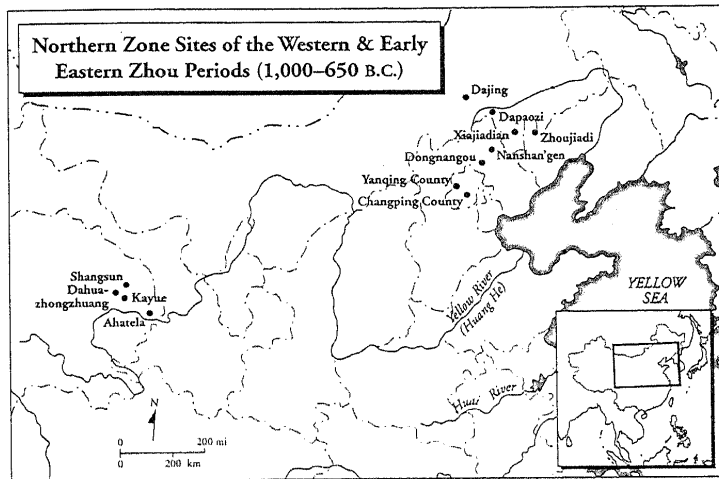 Northern Zone Sites of the Western & Early
Eastern Zhou Periods (1,000–650 B.C.)
Dajing
Dapaozi
Xiajiadian
Zhoujiadi
Nanshan'gen
Dongnangou
Yanqing County
Changping County
Shangsun
Dahua-
zhongzhuang
Kayue
Ahatela
Yellow River
(Huang He)
YELLOW
SEA
Huai River
N
0 200 mi
0 200 km